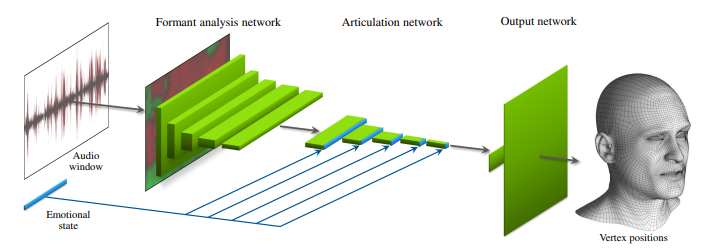 Formant analysis network
Articulation network
Output network
Audio
window
Emotional
state
Vertex positions